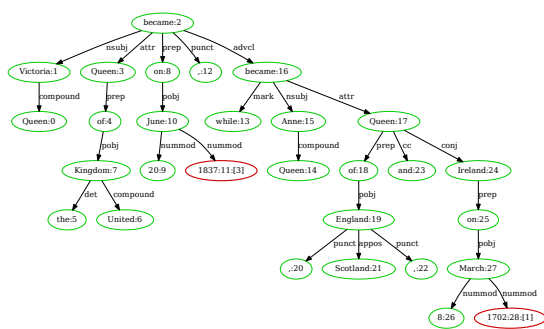 became:2
nsubj attr prep punct advcl
Victoria:1 Queen:3 on:8 ,:12 became:16
compound prep pobj mark nsubj attr
Queen:0 of:4 June:10 while:13 Anne:15 Queen:17
pobj nummod nummod compound prep cc conj
Kingdom:7 20:9 1837:11:[3] Queen:14 of:18 and:23 Ireland:24
det compound pobj prep
the:5 United:6 England:19 on:25
punct appos punct pobj
,:20 Scotland:21 ,:22 March:27
nummod nummod
8:26 1702:28:[1]